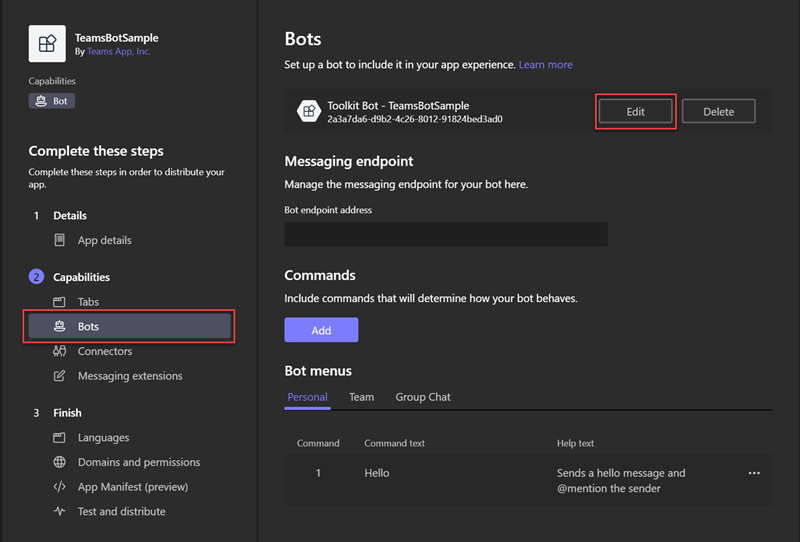 TeamsBotSample
By Teams App, Inc.
Capabilities
Bot
Complete these steps
Complete these steps in order to distribute your
app.
1 Details
App details
2 Capabilities
Tabs
Bots
Connectors
Messaging extensions
3 Finish
Languages
Domains and permissions
App Manifest (preview)
Test and distribute
Bots
Set up a bot to include it in your app experience. Learn more
Toolkit Bot - TeamsBotSample
2a3a7da6-d9b2-4c26-8012-91824bed3ad0
Edit
Delete
Messaging endpoint
Manage the messaging endpoint for your bot here.
Bot endpoint address
Commands
Include commands that will determine how your bot behaves.
Add
Bot menus
Personal Team Group Chat
Command Command text Help text
1 Hello Sends a hello message and
@mention the sender